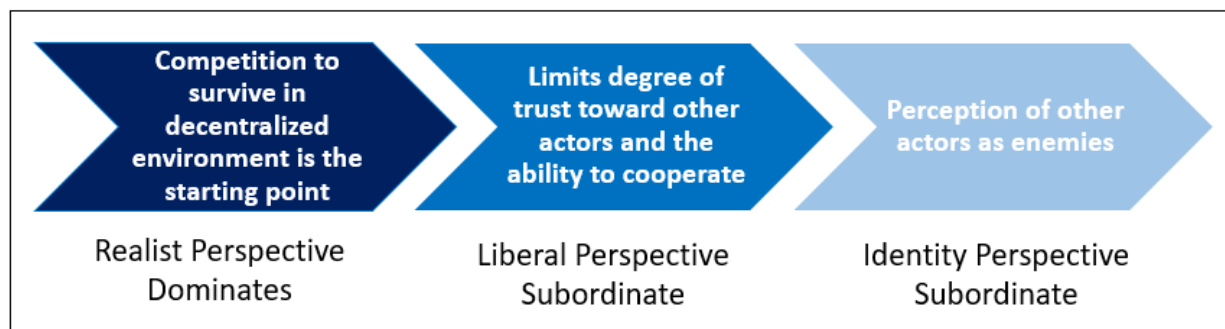 Competition to
survive in
decentralized
environment is the
starting point
Limits degree of
trust toward other
actors and the
ability to cooperate
Perception of other
actors as enemies
Realist Perspective
Dominates
Liberal Perspective
Subordinate
Identity Perspective
Subordinate